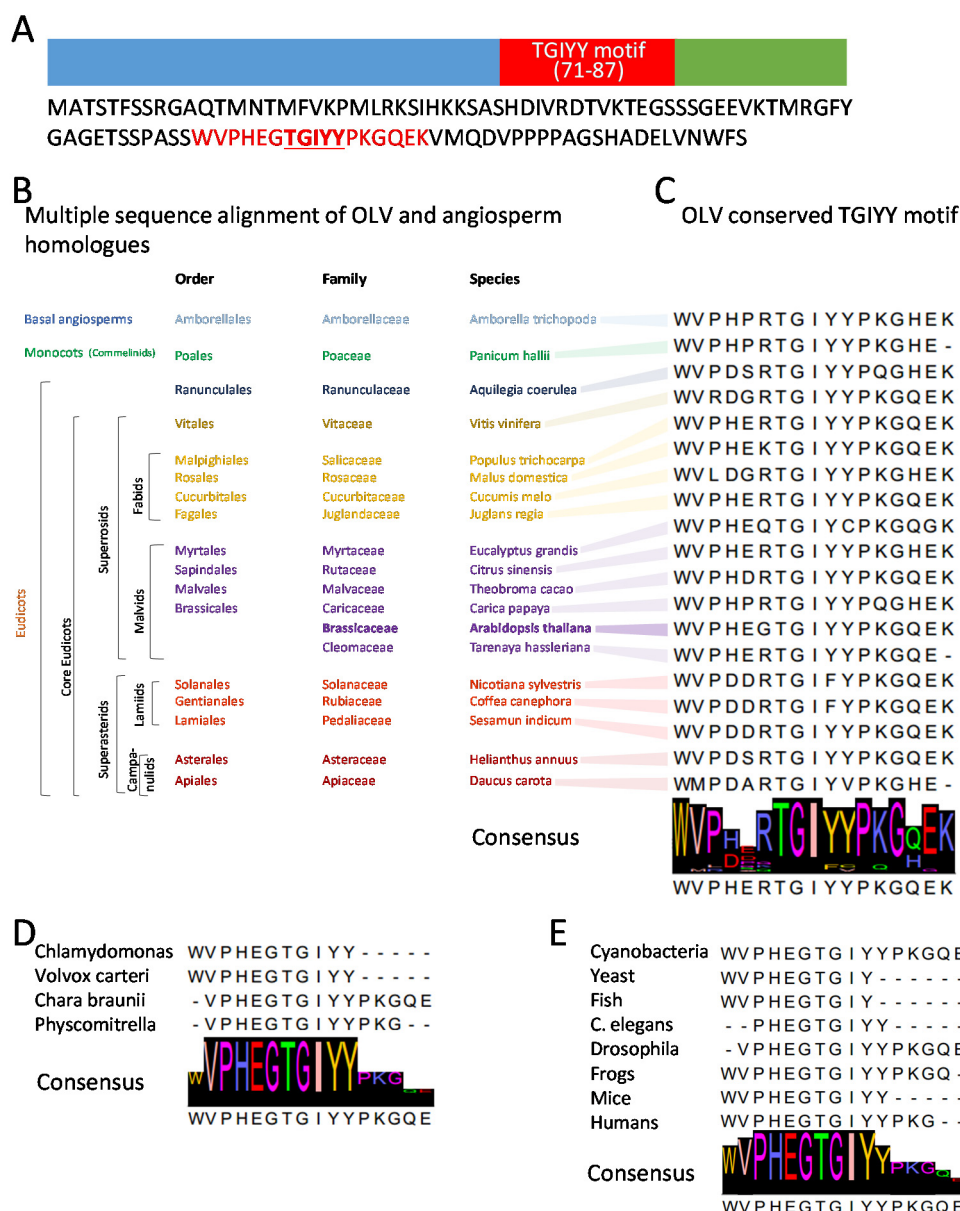 A
TGIYY motif
(71-87)
MATSTFSSRGAQTMNTMFVKPMLRKSIHKKSASHDIVRDTVKTEGSSSGEEVKTMRGFY
GAGETSSPASSWVPHEGTGIYYPKGQEKVMQDVPPPPAGSHADELVNWFS
B
Multiple sequence alignment of OLV and angiosperm
homologues
C
OLV conserved TGIYY motif
Order Family Species
Basal angiosperms Amborellales Amborellaceae Amborella trichopoda WVPHPRTGIYYPKGHEK
Monocots (Commelinids) Poales Poaceae Panicum hallii WVPHPRTGIYYPKGHE-
Ranunculales Ranunculaceae Aquilegia coerulea WVPDSRTGIYYPQGHEK
Vitales Vitaceae Vitis vinifera WVRDGRTGIYYPKGQEK
Malpighiales Salicaceae Populus trichocarpa WVPHERTGIYYPKGQEK
Rosales Rosaceae Malus domestica WVPHEKTGIYYPKGQEK
Cucurbitales Cucurbitaceae Cucumis melo WVLDGRTGIYYPKGHEK
Fagales Juglandaceae Juglans regia WVPHERTGIYYPKGQEK
Myrtales Myrtaceae Eucalyptus grandis WVPHEQTGIYCPKGQGK
Sapindales Rutaceae Citrus sinensis WVPHERTGIYYPKGHEK
Malvales Malvaceae Theobroma cacao WVPHDRTGIYYPKGQEK
Brassicales Caricaceae Carica papaya WVPHPRTGIYYPQGHEK
Brassicaceae Arabidopsis thaliana WVPHEGTGIYYPKGQEK
Cleomaceae Tarenaya hassleriana WVPHERTGIYYPKGQE-
Solanales Solanaceae Nicotiana sylvestris WVPDDRTGIFYPKGQEK
Gentianales Rubiaceae Coffea canephora WVPDDRTGIFYPKGQEK
Lamiales Pedaliaceae Sesamun indicum WVPDDRTGIYYPKGQEK
Asterales Asteraceae Helianthus annuus WVPDSRTGIYYPKGQEK
Apiales Apiaceae Daucus carota WMPDARTGIYVPKGHE-
Eudicots
Core Eudicots
Superrosids
Fabids
Malvids
Superasterids
Lamiids
Campa-
nulids
Consensus
WVPHERTGIYYPKGQEK
WVPHERTGIYYPKGQEK
D
Chlamydomonas WVPHEGTGIYY-----
Volvox carteri WVPHEGTGIYY-----
Chara braunii -VPHEGTGIYYPKGQE
Physcomitrella -VPHEGTGIYYPKG--
Consensus
WVPHEGTGIYYPKGQE
WVPHEGTGIYYPKGQE
E
Cyanobacteria WVPHEGTGIYYPKGQE
Yeast WVPHEGTGIY------
Fish WVPHEGTGIY------
C. elegans --PHEGTGIYY-----
Drosophila -VPHEGTGIYYPKGQE
Frogs WVPHEGTGIYYPKGQ-
Mice WVPHEGTGIYY-----
Humans WVPHEGTGIYYPKG--
Consensus
WVPHEGTGIYYPKGQ
WVPHEGTGIYYPKGQE